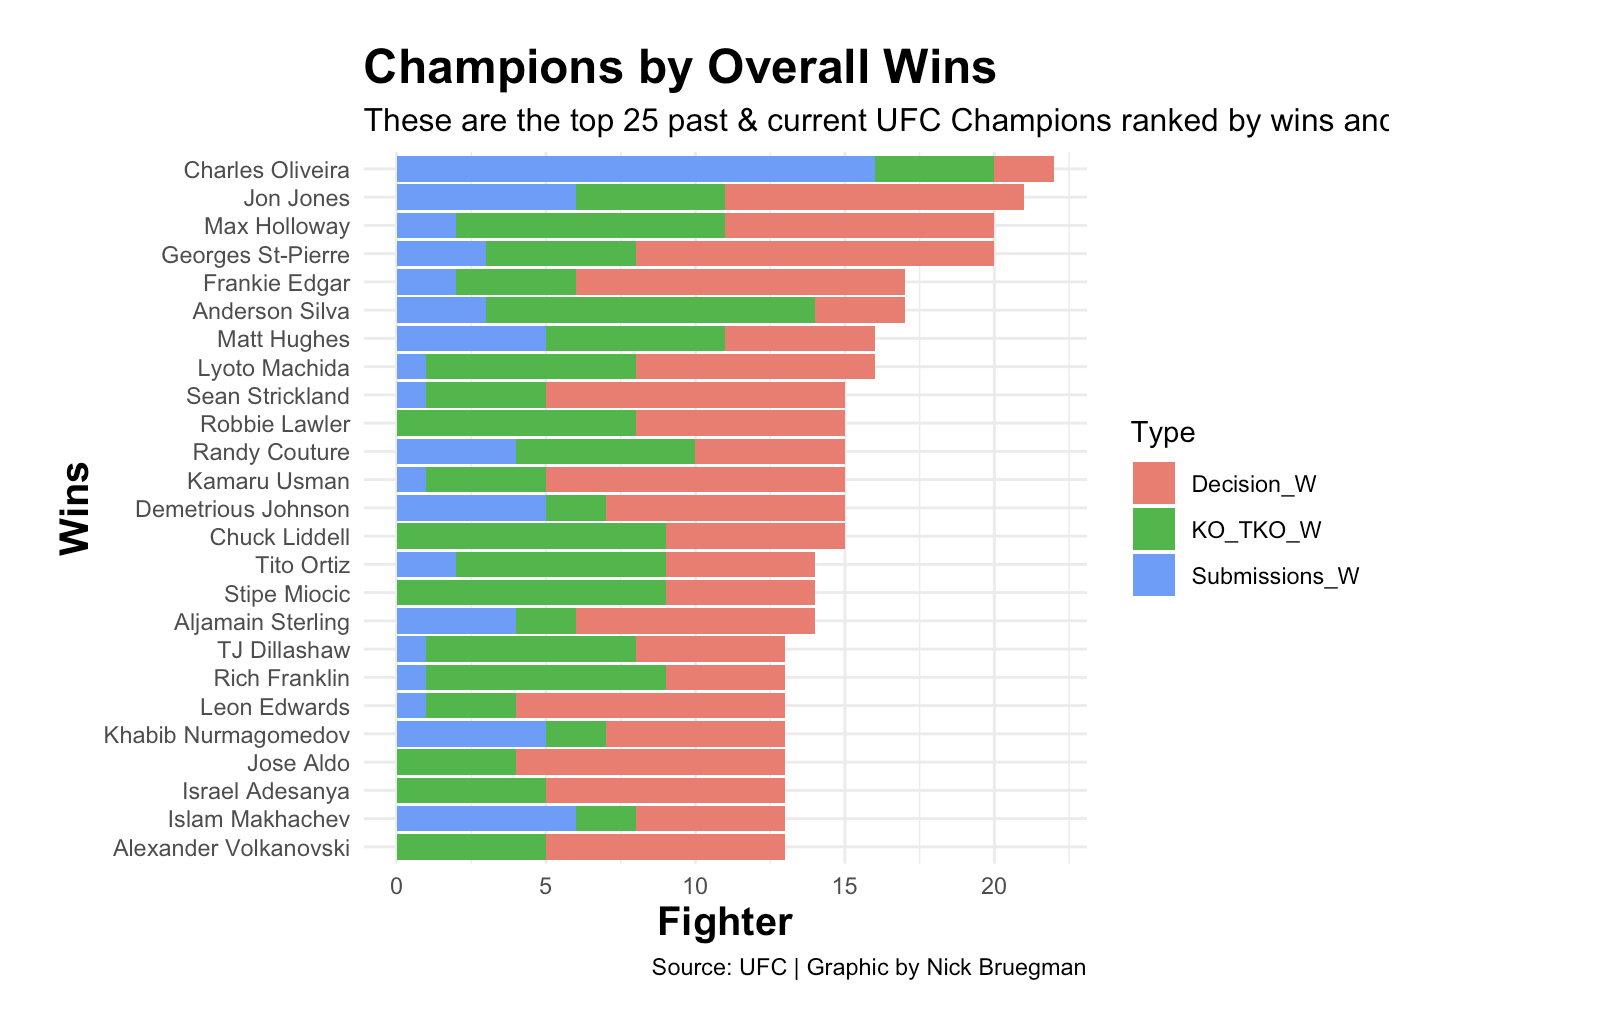 Champions by Overall Wins
These are the top 25 past & current UFC Champions ranked by wins and
Charles Oliveira
Jon Jones
Max Holloway
Georges St-Pierre
Frankie Edgar
Anderson Silva
Matt Hughes
Lyoto Machida
Sean Strickland
Robbie Lawler
Randy Couture
Kamaru Usman
Demetrious Johnson
Chuck Liddell
Tito Ortiz
Stipe Miocic
Aljamain Sterling
TJ Dillashaw
Rich Franklin
Leon Edwards
Khabib Nurmagomedov
Jose Aldo
Israel Adesanya
Islam Makhachev
Alexander Volkanovski
Wins
0 5 10 15 20
Fighter
Type
Decision_W
KO_TKO_W
Submissions_W
Source: UFC | Graphic by Nick Bruegman